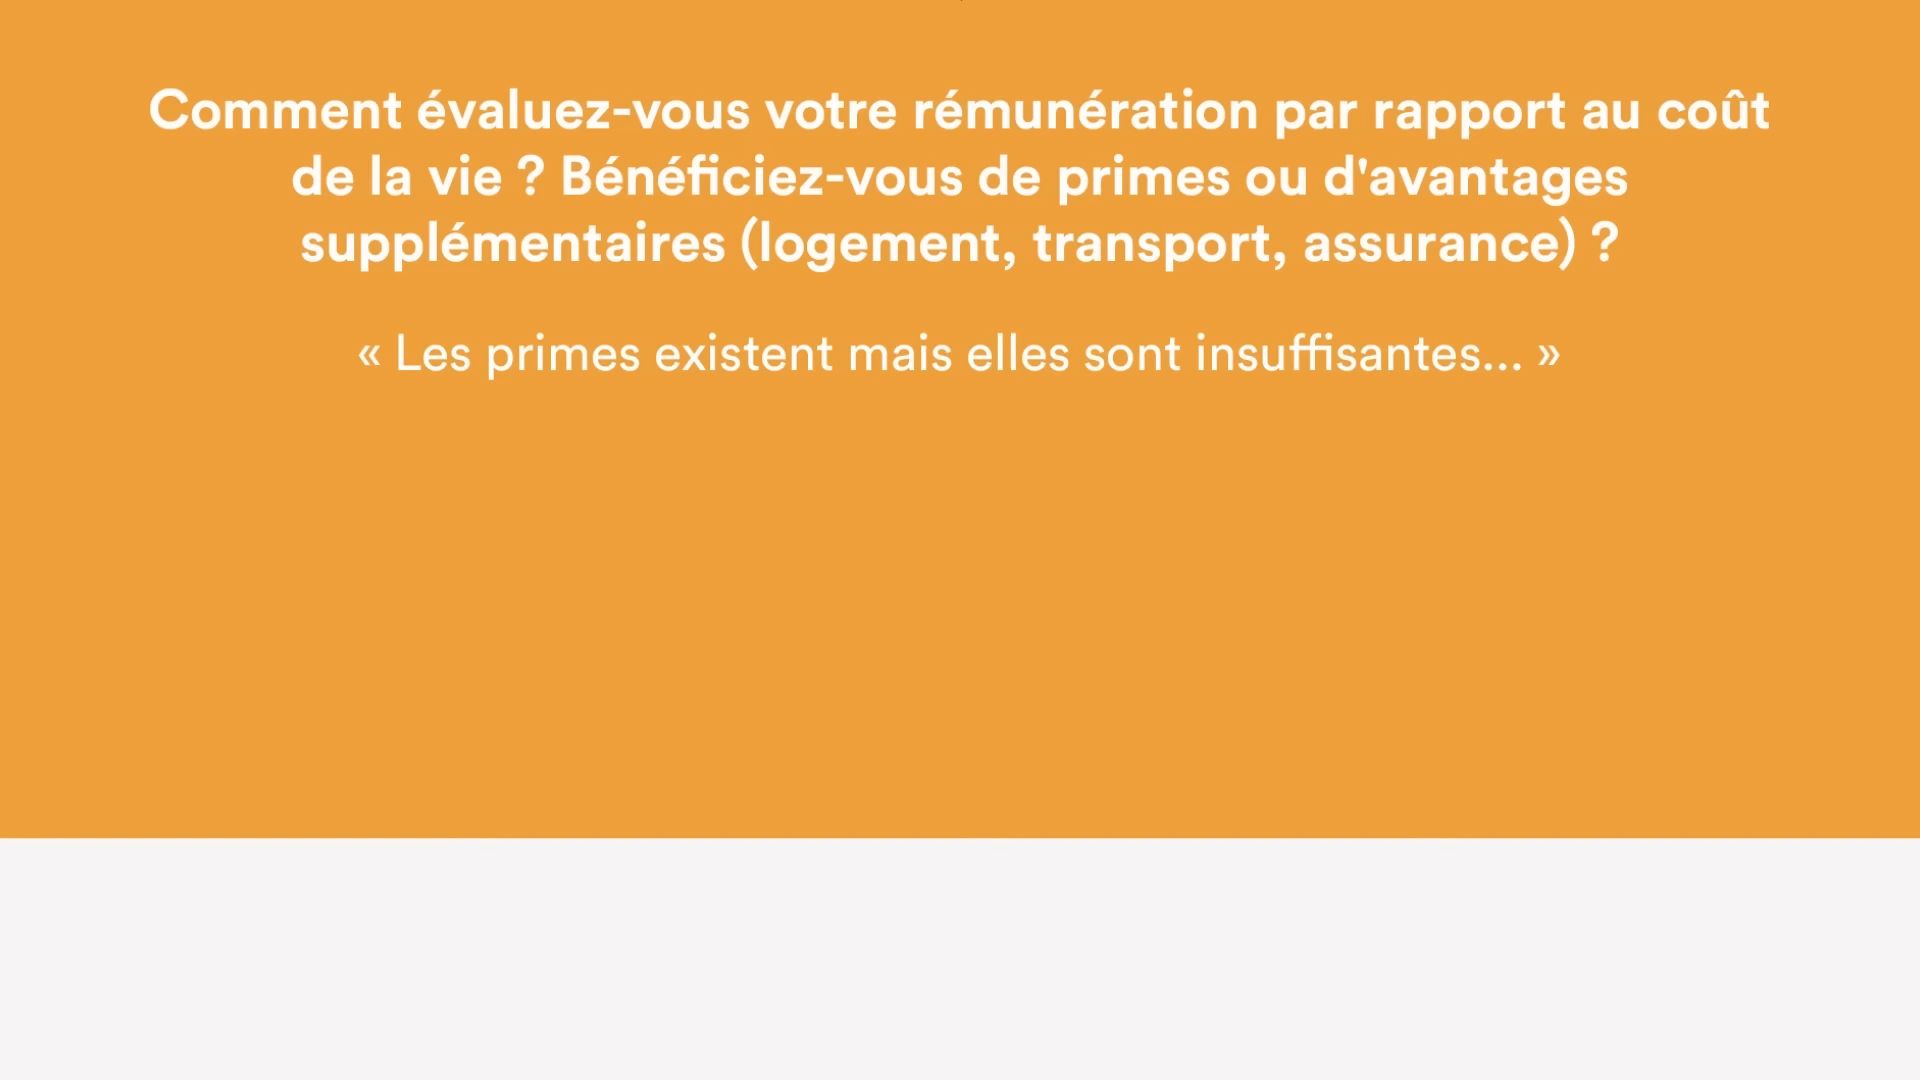 Comment évaluez-vous votre rémunération par rapport au coût
de la vie ? Bénéficiez-vous de primes ou d'avantages
supplémentaires (logement, transport, assurance) ?
« Les primes existent mais elles sont insuffisantes... »